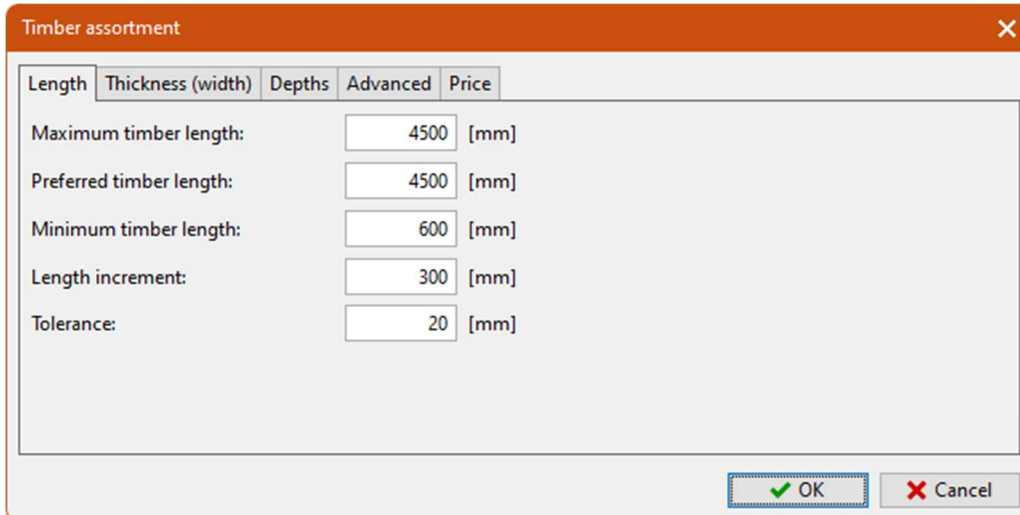 Timber assortment
Length Thickness (width) Depths Advanced Price
Maximum timber length: 4500 [mm]
Preferred timber length: 4500 [mm]
Minimum timber length: 600 [mm]
Length increment: 300 [mm]
Tolerance: 20 [mm]
OK Cancel